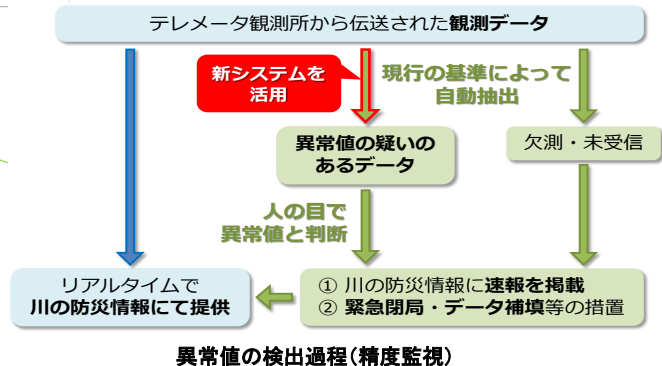 テレメータ観測所から伝送された観測データ
新システムを
活用
現行の基準によって
自動抽出
異常値の疑いの
あるデータ
欠測・未受信
人の目で
異常値と判断
リアルタイムで
川の防災情報にて提供
① 川の防災情報に速報を掲載
② 緊急閉局・データ補填等の措置
異常値の検出過程(精度監視)